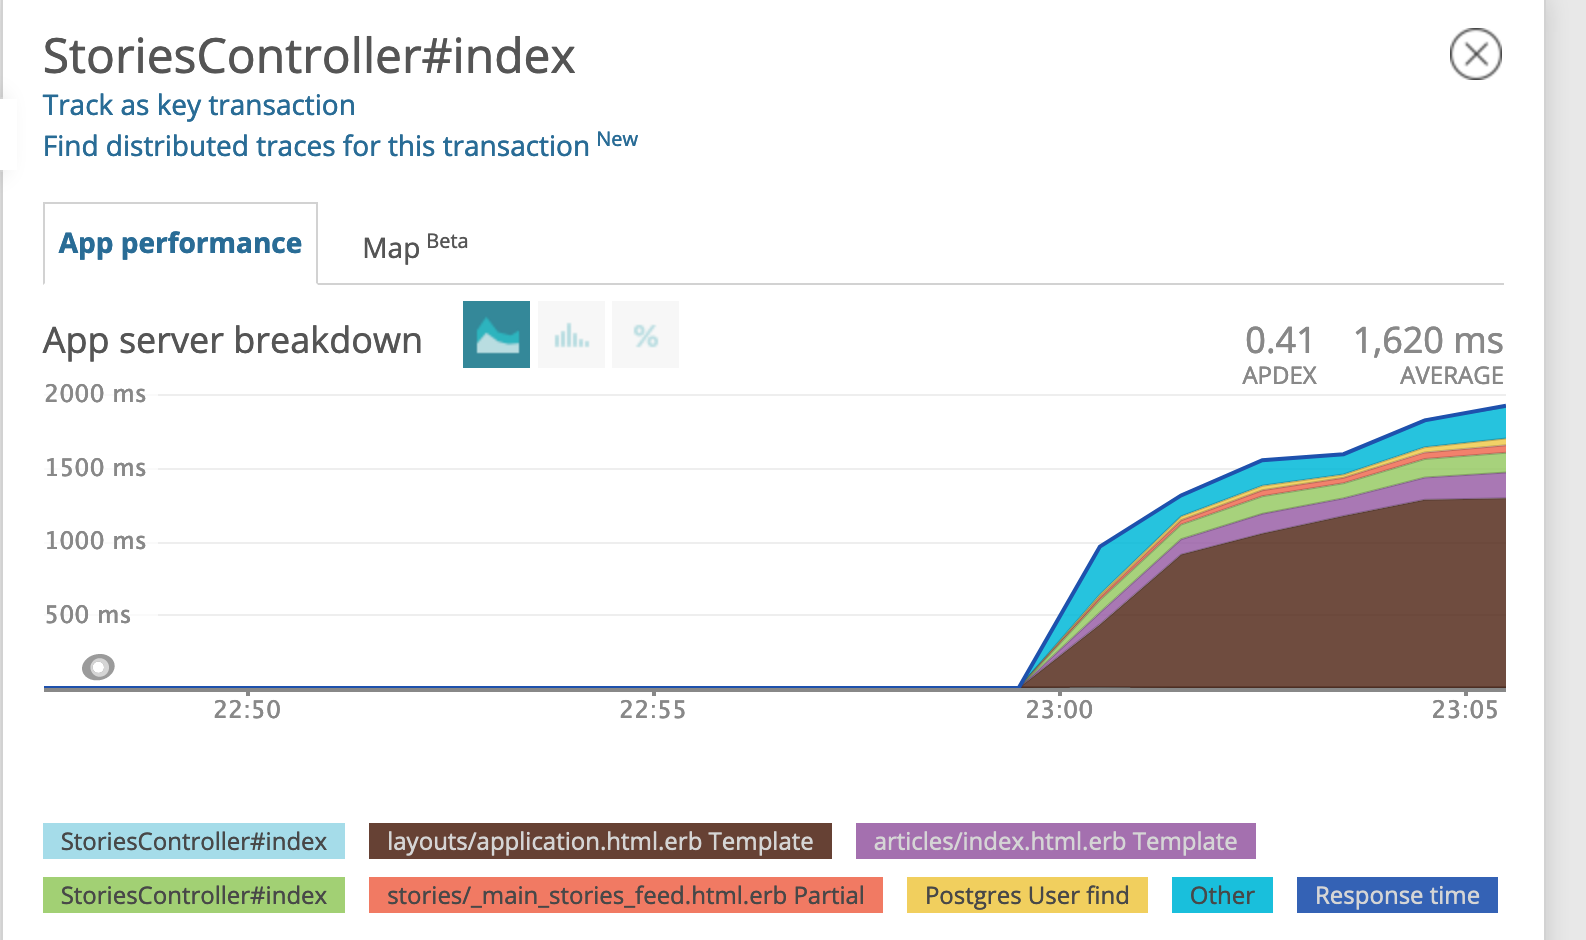 StoriesController#index
Track as key transaction
Find distributed traces for this transaction New
App performance
Map Beta
App server breakdown
%
0.41 1,620 ms
APDEX AVERAGE
2000 ms
1500 ms
1000 ms
500 ms
22:50 22:55 23:00 23:05
StoriesController#index layouts/application.html.erb Template articles/index.html.erb Template
StoriesController#index stories/_main_stories_feed.html.erb Partial Postgres User find Other Response time